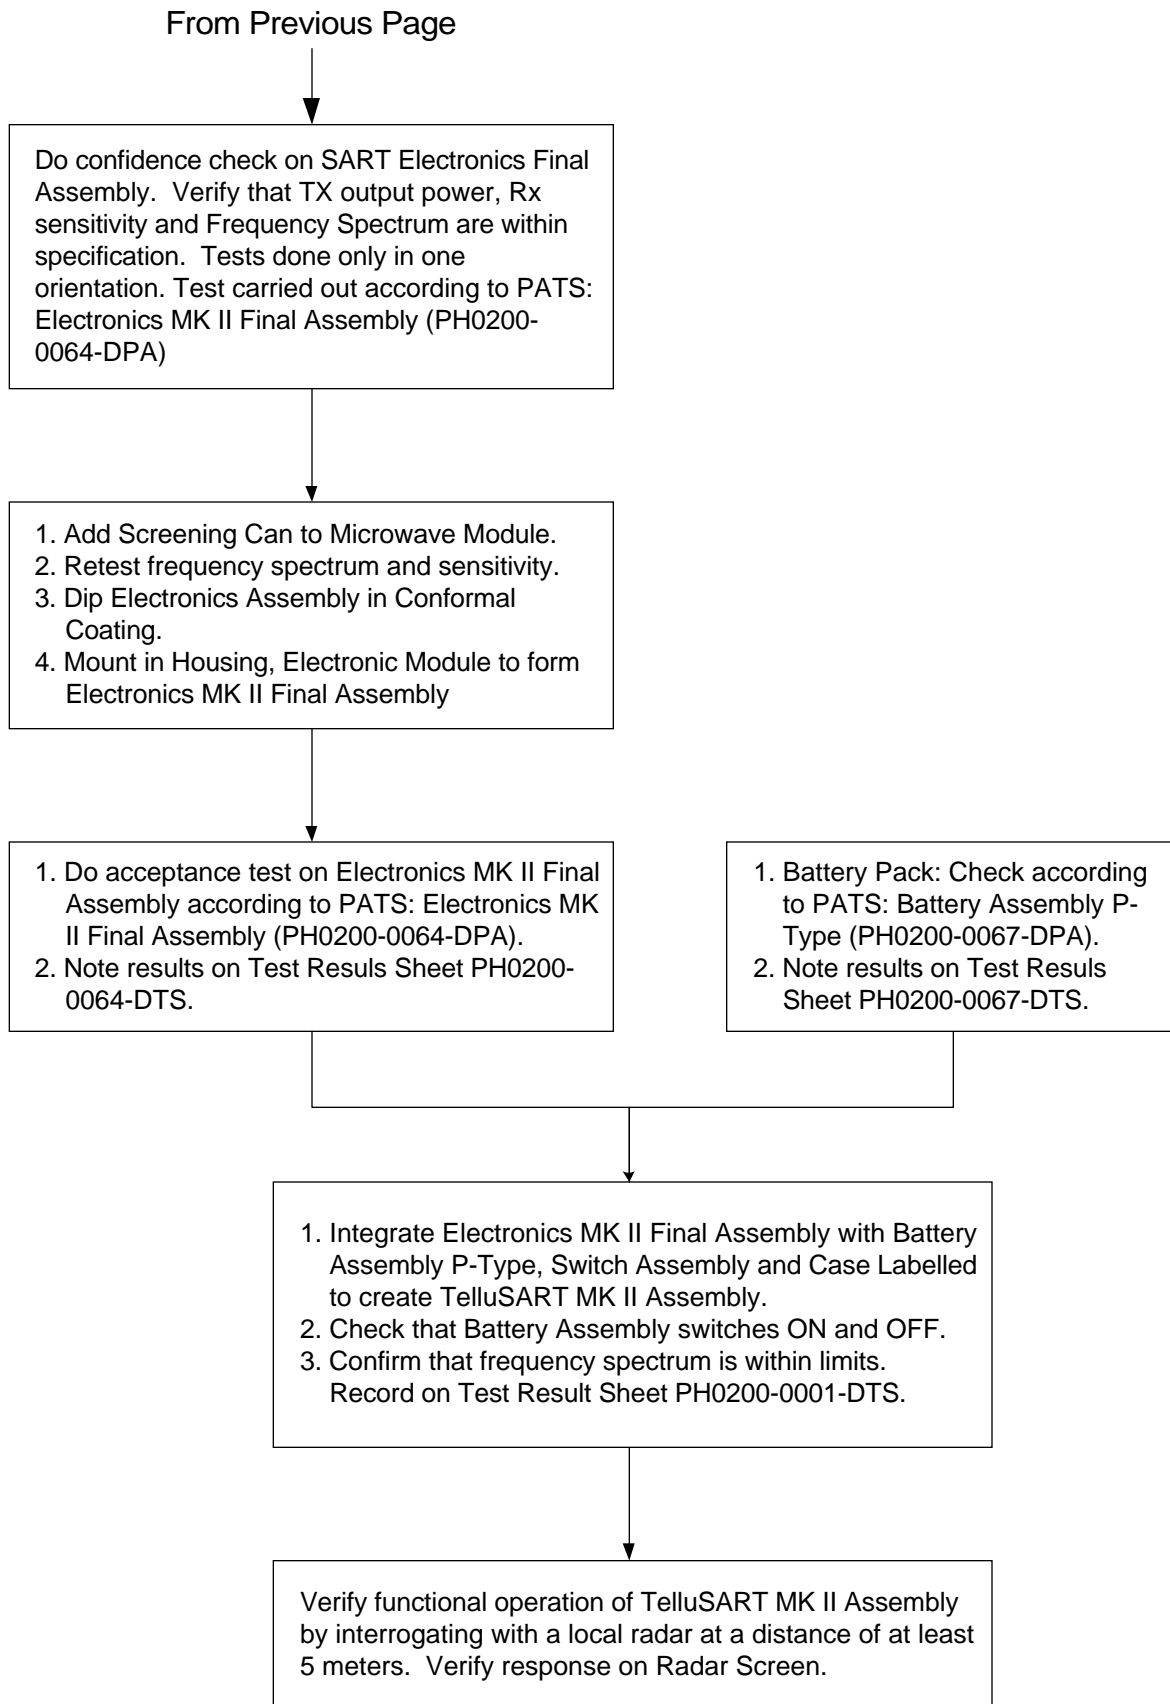 From Previous Page
Do confidence check on SART Electronics Final
Assembly.  Verify that TX output power, Rx
sensitivity and Frequency Spectrum are within
specification.  Tests done only in one
orientation. Test carried out according to PATS:
Electronics MK II Final Assembly (PH0200-
0064-DPA)
1. Add Screening Can to Microwave Module.
2. Retest frequency spectrum and sensitivity.
3. Dip Electronics Assembly in Conformal
Coating.
4. Mount in Housing, Electronic Module to form
Electronics MK II Final Assembly
1. Do acceptance test on Electronics MK II Final
Assembly according to PATS: Electronics MK
II Final Assembly (PH0200-0064-DPA).
2. Note results on Test Resuls Sheet PH0200-
0064-DTS.
1. Battery Pack: Check according
to PATS: Battery Assembly P-
Type (PH0200-0067-DPA).
2. Note results on Test Resuls
Sheet PH0200-0067-DTS.
1. Integrate Electronics MK II Final Assembly with Battery
Assembly P-Type, Switch Assembly and Case Labelled
to create TelluSART MK II Assembly.
2. Check that Battery Assembly switches ON and OFF.
3. Confirm that frequency spectrum is within limits.
Record on Test Result Sheet PH0200-0001-DTS.
Verify functional operation of TelluSART MK II Assembly
by interrogating with a local radar at a distance of at least
5 meters.  Verify response on Radar Screen.